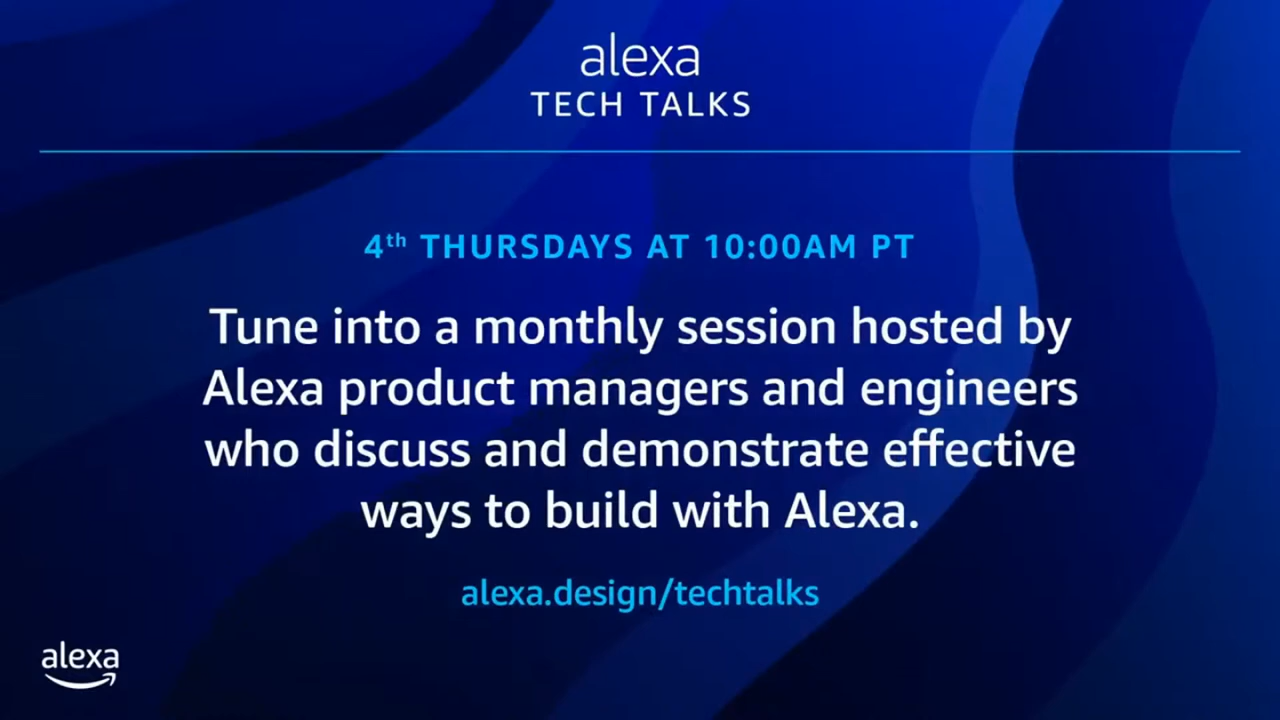 alexa
TECH TALKS
4th THURSDAYS AT 10:00AM PT
Tune into a monthly session hosted by
Alexa product managers and engineers
who discuss and demonstrate effective
ways to build with Alexa.
alexa.design/techtalks
alexa